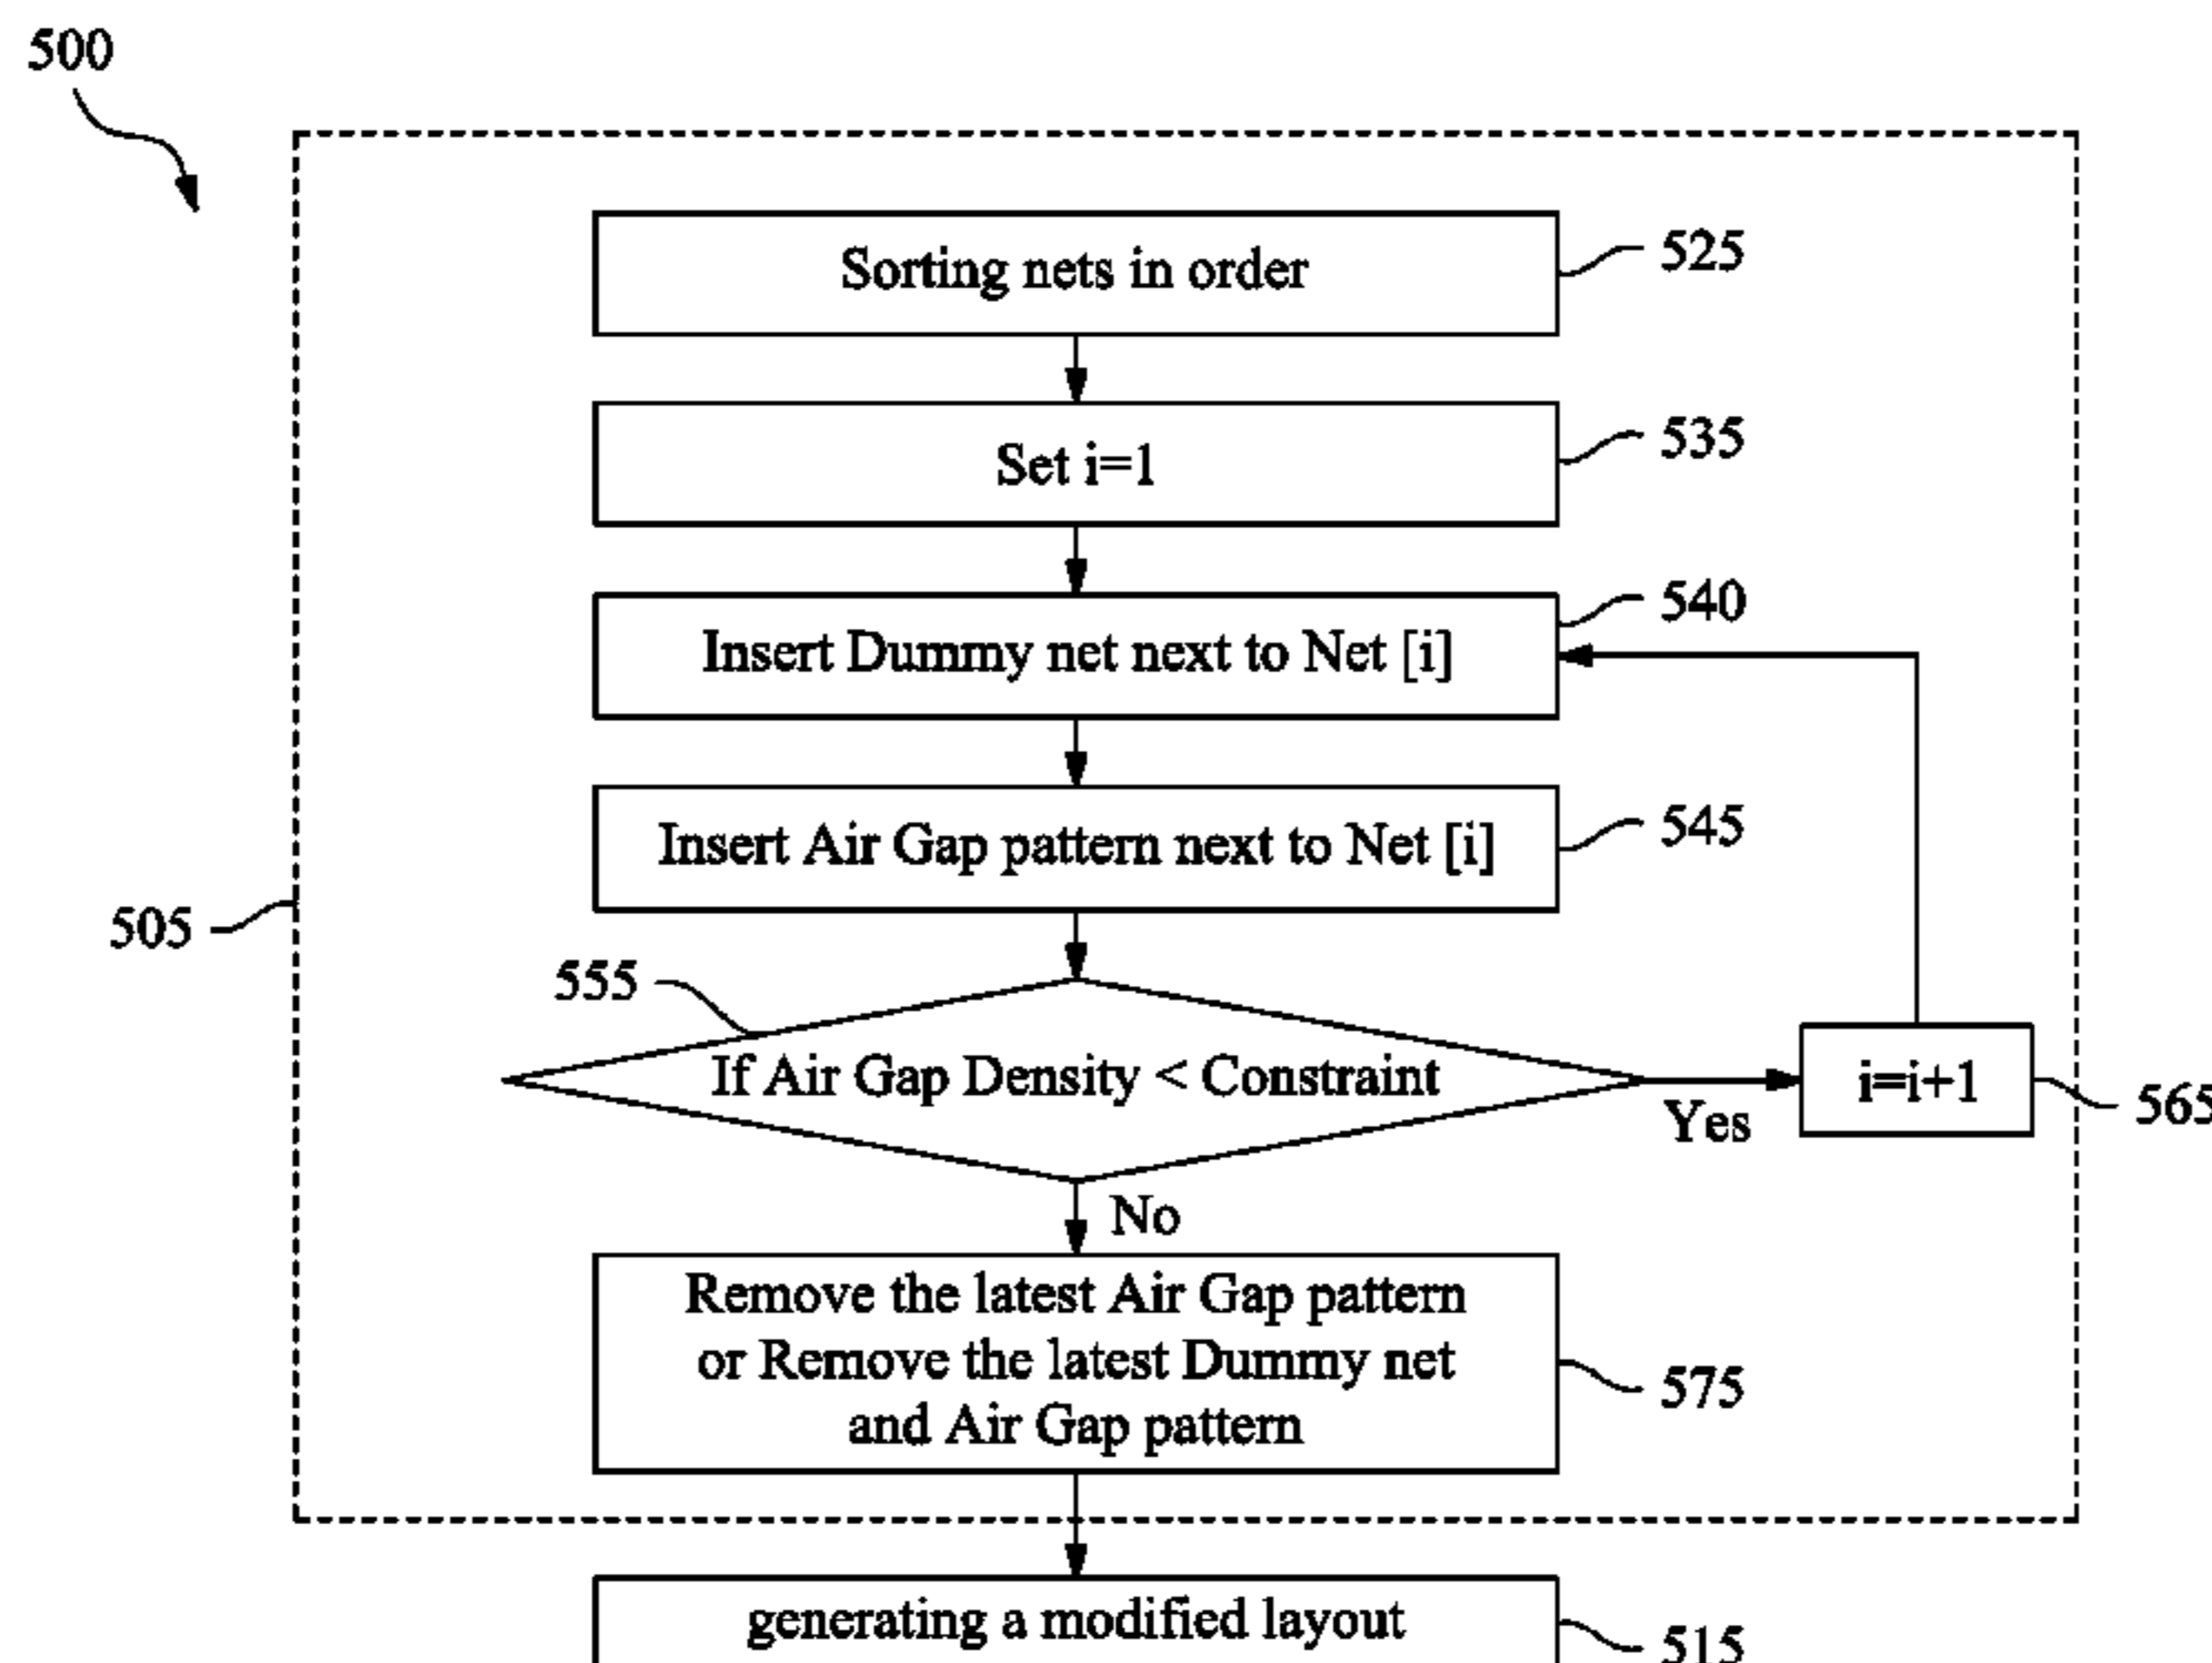 500
Sorting nets in order
525
Set i=1
535
540
Insert Dummy net next to Net [i]
Insert Air Gap pattern next to Net [i]
545
505
555
If Air Gap Density < Constraint
i=i+1
565
Yes
No
Remove the latest Air Gap pattern
or Remove the latest Dummy net
and Air Gap pattern
575
generating a modified layout
515